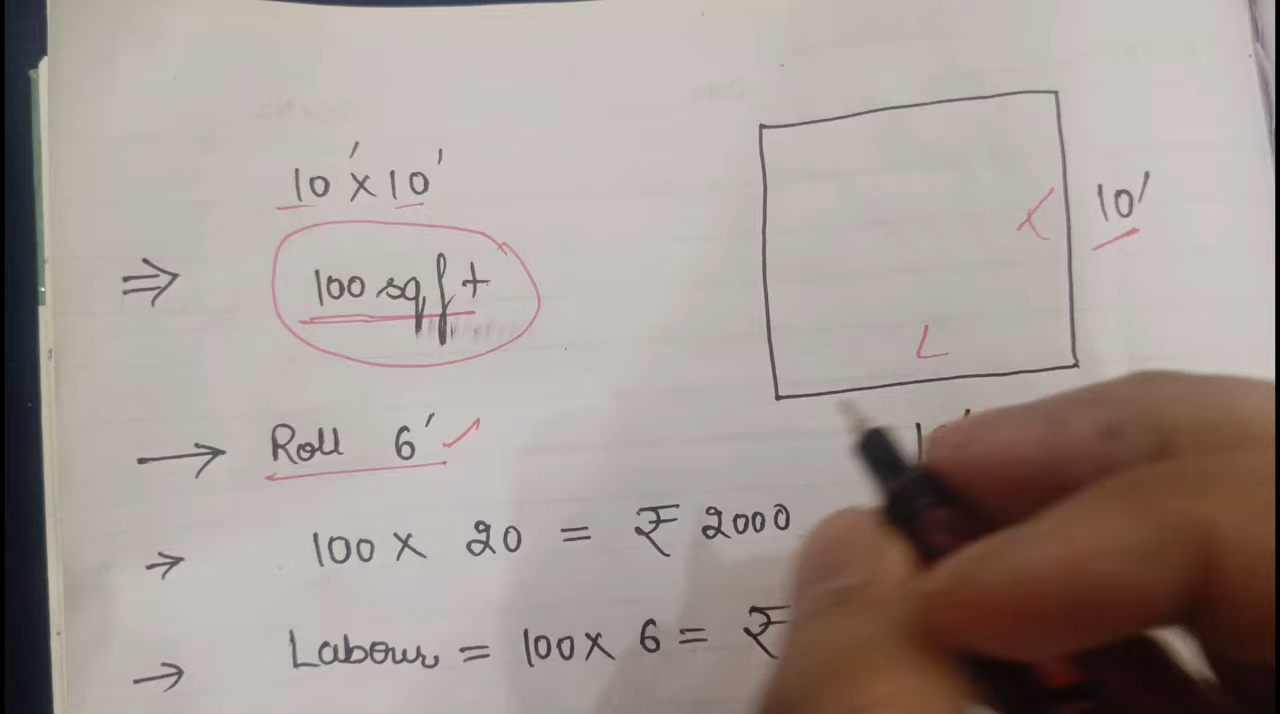 10' × 10'
⇒ 100 sqft
10'
→ Roll 6' ✓
→ 100 × 20 = ₹ 2000
→ Labour = 100 × 6 = ₹
L